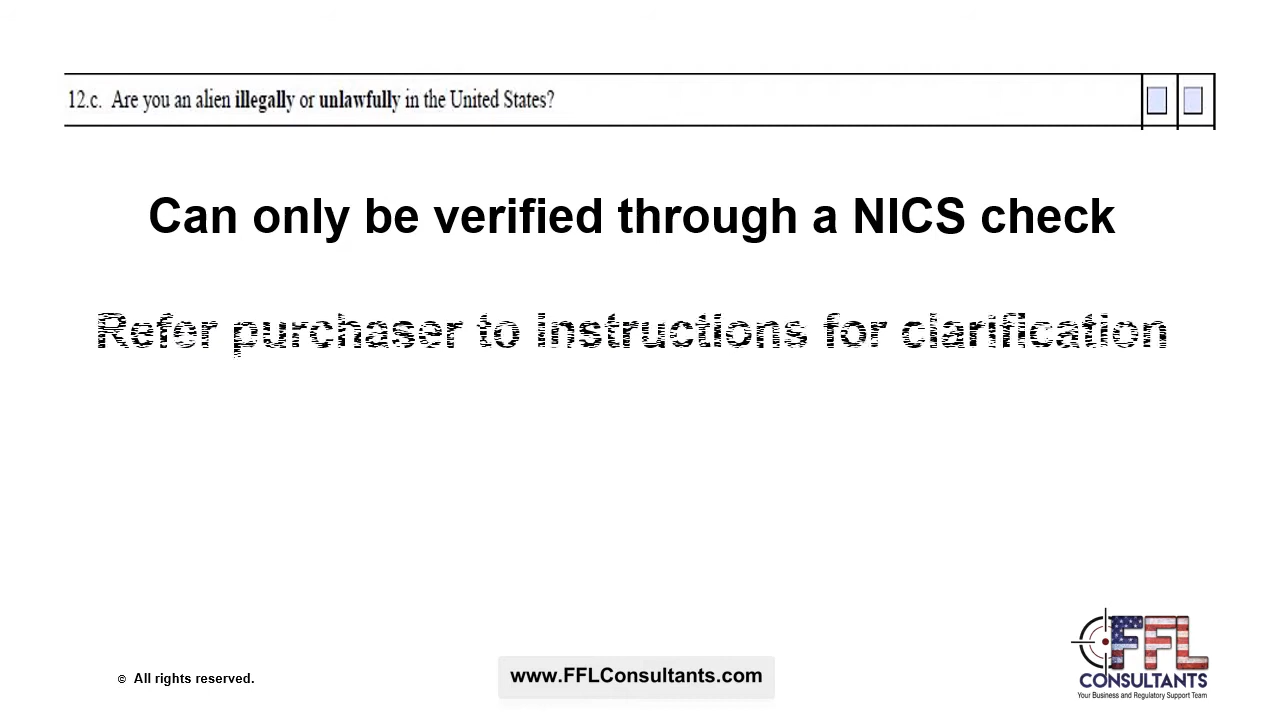 12.c. Are you an alien illegally or unlawfully in the United States?
Can only be verified through a NICS check
Refer purchaser to instructions for clarification
© All rights reserved.
www.FFLConsultants.com
FFL
CONSULTANTS
Your Business and Regulatory Support Team